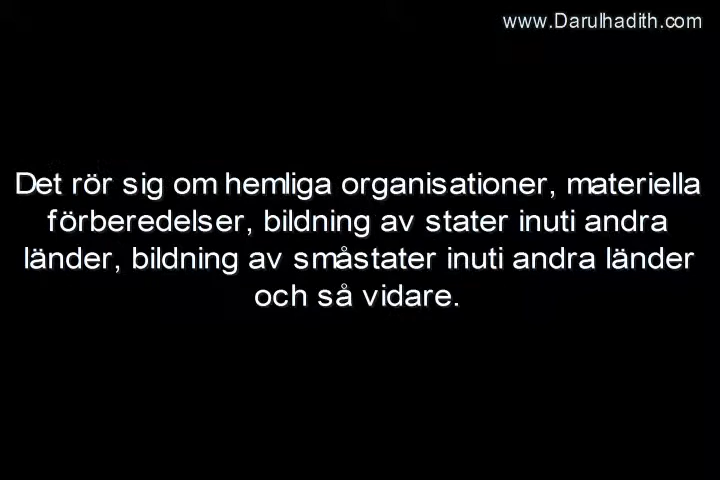 www.Darulhadith.com
Det rör sig om hemliga organisationer, materiella
förberedelser, bildning av stater inuti andra
länder, bildning av småstater inuti andra länder
och så vidare.